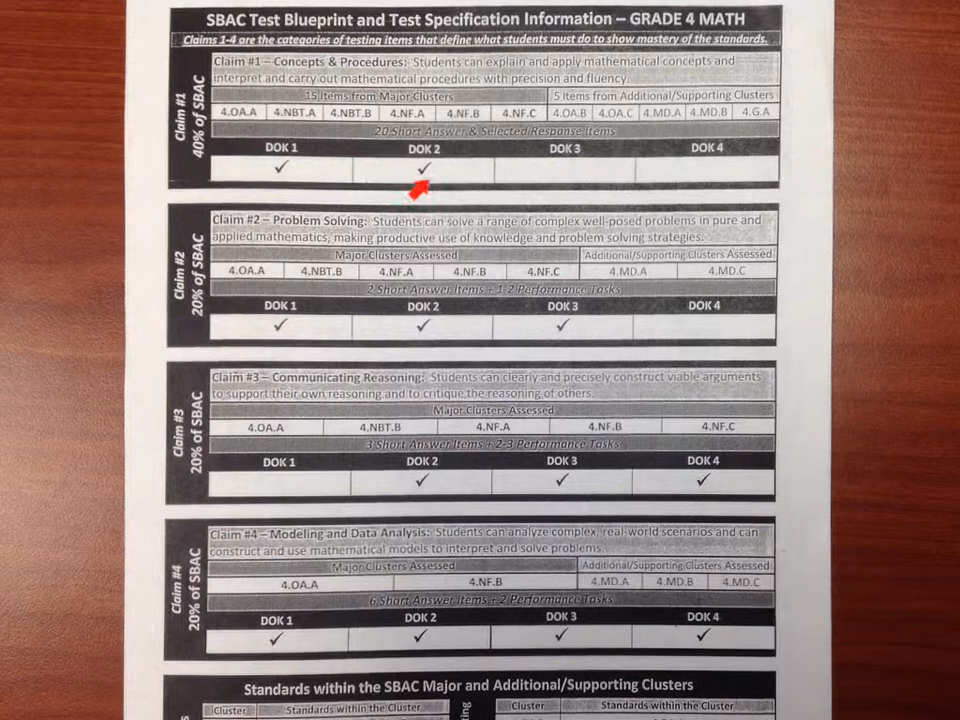 SBAC Test Blueprint and Test Specification Information – GRADE 4 MATH
Claims 1-4 are the categories of testing items that define what students must do to show mastery of the standards.
Claim #1
40% of SBAC
Claim #1 – Concepts & Procedures: Students can explain and apply mathematical concepts and
interpret and carry out mathematical procedures with precision and fluency.
15 Items from Major Clusters 5 Items from Additional/Supporting Clusters
4.OA.A 4.NBT.A 4.NBT.B 4.NF.A 4.NF.B 4.NF.C 4.OA.B 4.OA.C 4.MD.A 4.MD.B 4.G.A
20 Short Answer & Selected Response Items
DOK 1 DOK 2 DOK 3 DOK 4
✓ ✓
Claim #2
20% of SBAC
Claim #2 – Problem Solving: Students can solve a range of complex well-posed problems in pure and
applied mathematics, making productive use of knowledge and problem solving strategies.
Major Clusters Assessed Additional/Supporting Clusters Assessed
4.OA.A 4.NBT.B 4.NF.A 4.NF.B 4.NF.C 4.MD.A 4.MD.C
2 Short Answer Items + 1-2 Performance Tasks
DOK 1 DOK 2 DOK 3 DOK 4
✓ ✓ ✓
Claim #3
20% of SBAC
Claim #3 – Communicating Reasoning: Students can clearly and precisely construct viable arguments
to support their own reasoning and to critique the reasoning of others.
Major Clusters Assessed
4.OA.A 4.NBT.B 4.NF.A 4.NF.B 4.NF.C
3 Short Answer Items + 2-3 Performance Tasks
DOK 1 DOK 2 DOK 3 DOK 4
✓ ✓ ✓
Claim #4
20% of SBAC
Claim #4 – Modeling and Data Analysis: Students can analyze complex, real-world scenarios and can
construct and use mathematical models to interpret and solve problems.
Major Clusters Assessed Additional/Supporting Clusters Assessed
4.OA.A 4.NF.B 4.MD.A 4.MD.B 4.MD.C
6 Short Answer Items + 2 Performance Tasks
DOK 1 DOK 2 DOK 3 DOK 4
✓ ✓ ✓ ✓
Standards within the SBAC Major and Additional/Supporting Clusters
Cluster Standards within the Cluster Cluster Standards within the Cluster